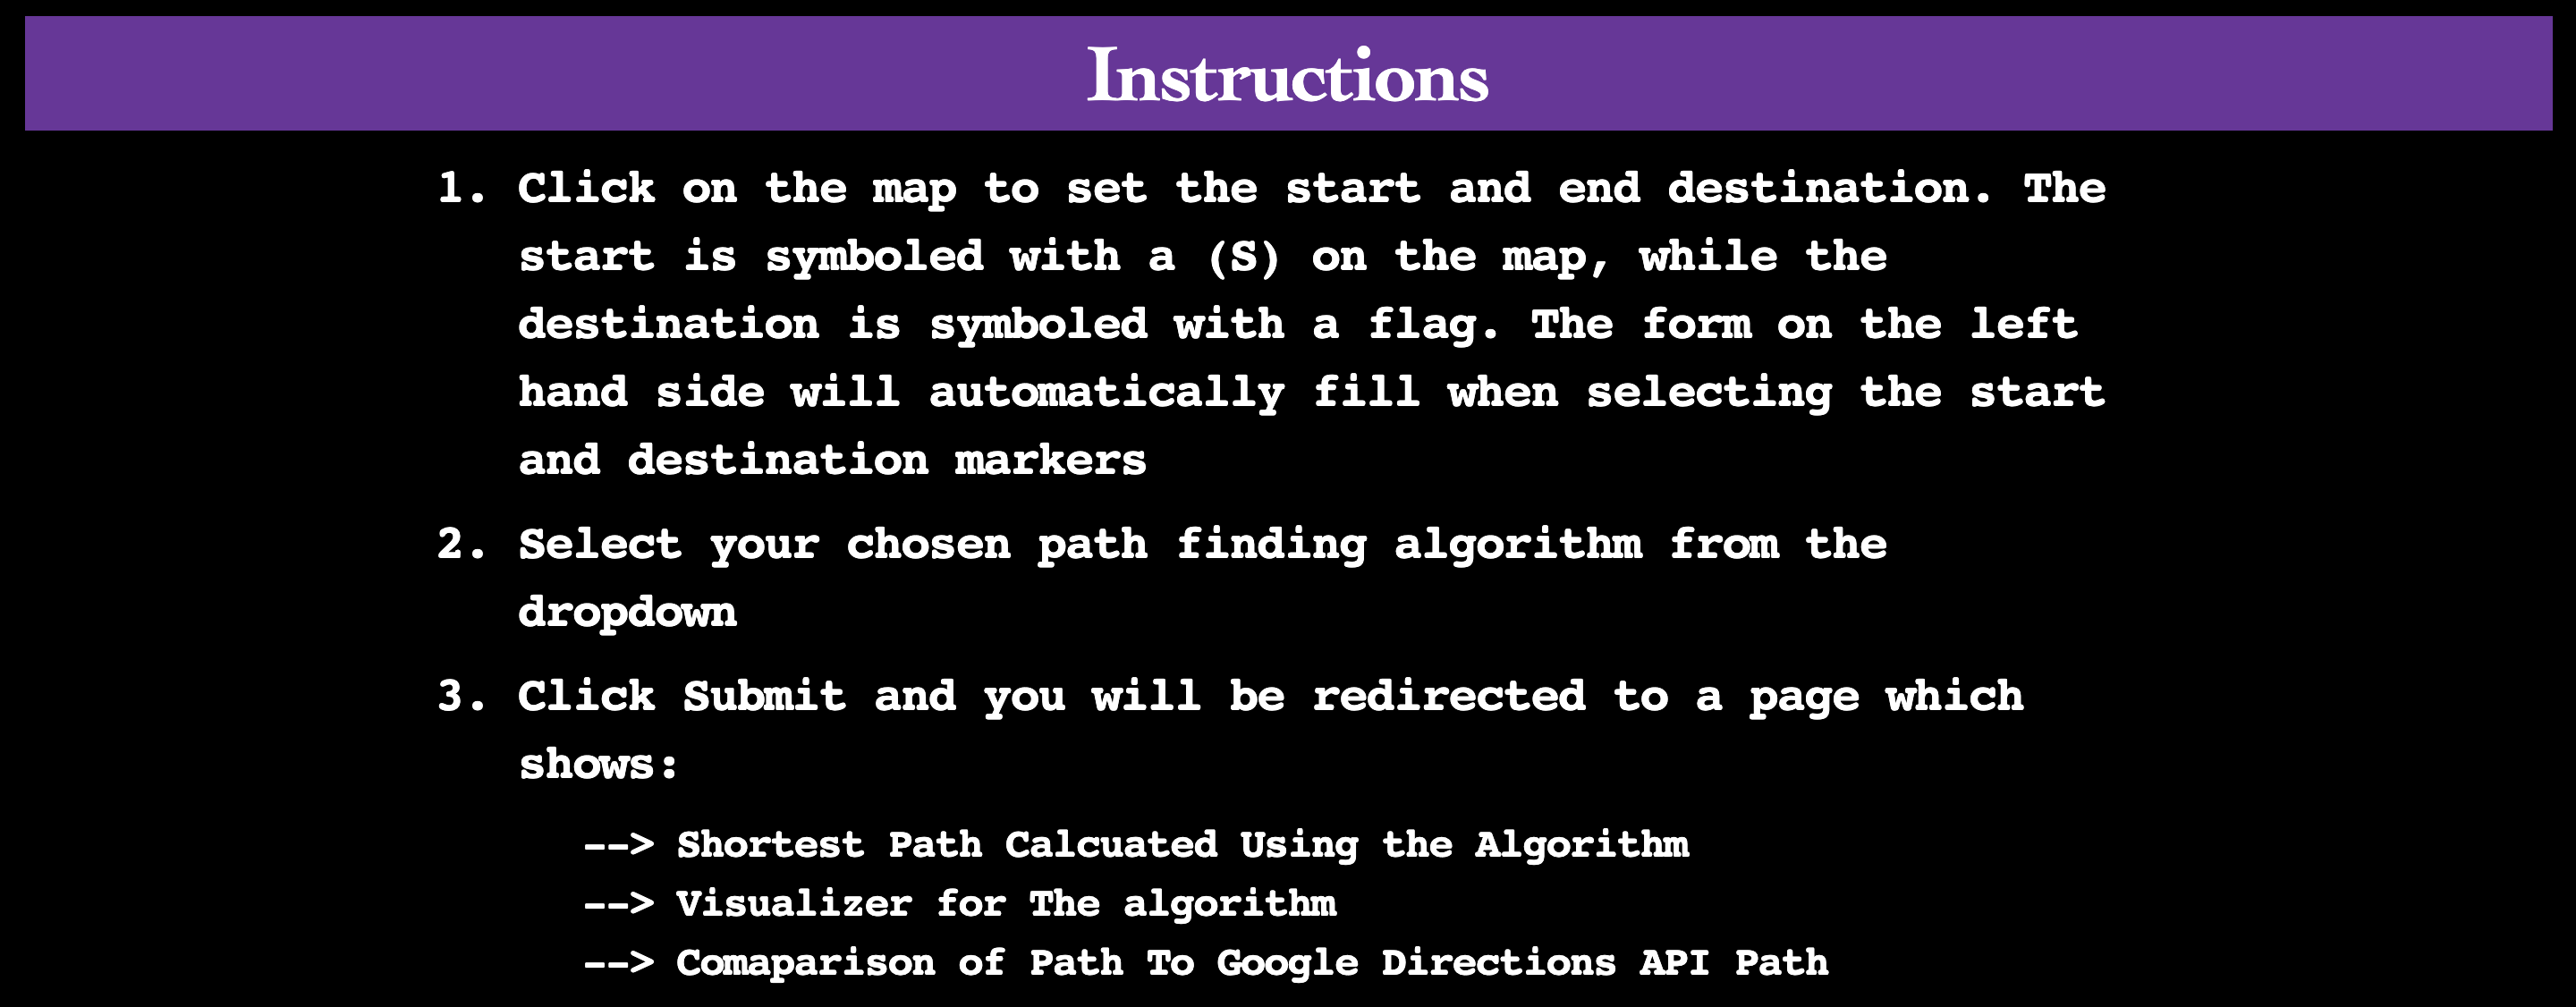 Instructions
1. Click on the map to set the start and end destination. The
start is symboled with a (S) on the map, while the
destination is symboled with a flag. The form on the left
hand side will automatically fill when selecting the start
and destination markers
2. Select your chosen path finding algorithm from the
dropdown
3. Click Submit and you will be redirected to a page which
shows:
--> Shortest Path Calcuated Using the Algorithm
--> Visualizer for The algorithm
--> Comaparison of Path To Google Directions API Path